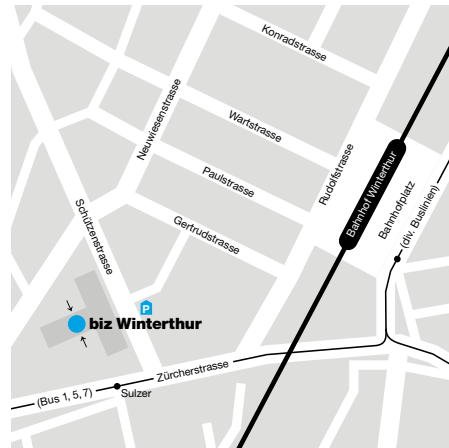 Konradstrasse
Neuwiesenstrasse
Wartstrasse
Rudolfstrasse
Bahnhof Winterthur
Bahnhofplatz
(div. Buslinien)
Paulstrasse
Schützenstrasse
Gertrudstrasse
P
biz Winterthur
Zürcherstrasse
(Bus 1, 5, 7)
Sulzer